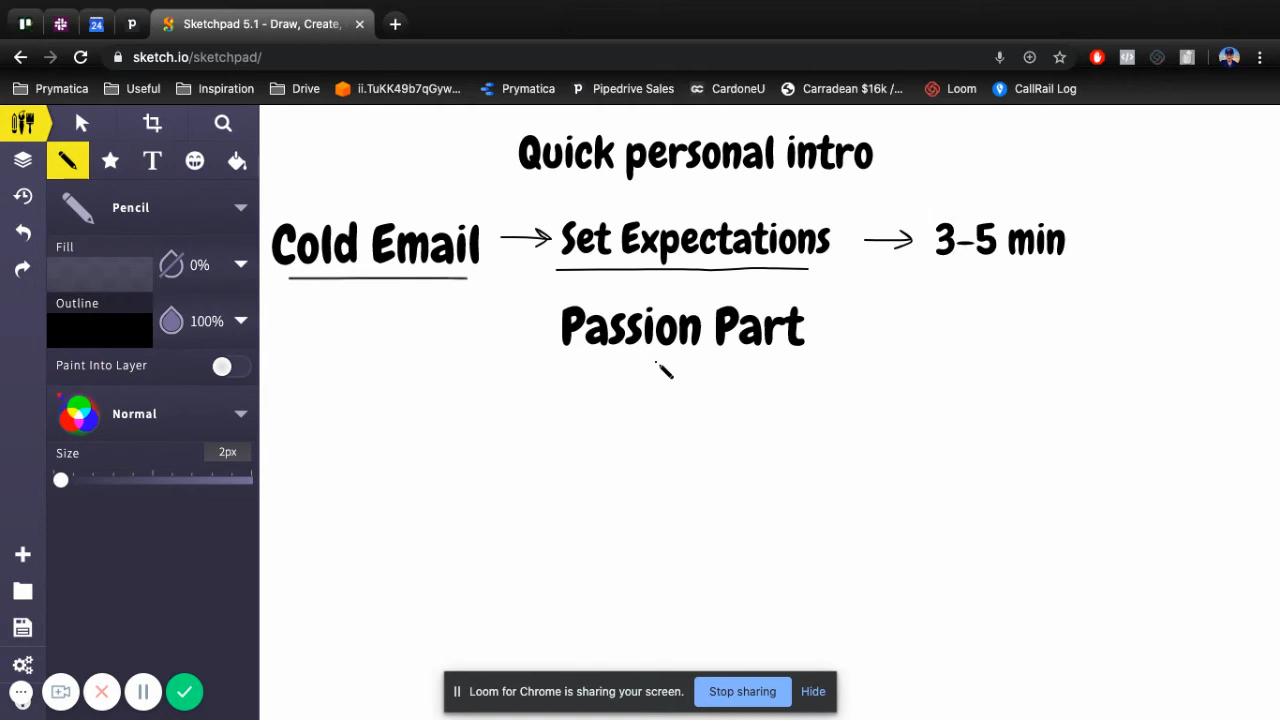 24
p
Sketchpad 5.1 - Draw, Create,
sketch.io/sketchpad/
Prymatica
Useful
Inspiration
Drive
ii.TuKK49b7qGyw...
Prymatica
p
Pipedrive Sales
GC
CardoneU
Carradean $16k /...
Loom
CallRail Log
T
Pencil
Fill
0%
Outline
100%
Paint Into Layer
Normal
Size
2px
Quick personal intro
Cold Email → Set Expectations → 3-5 min
Passion Part
Loom for Chrome is sharing your screen.
Stop sharing
Hide